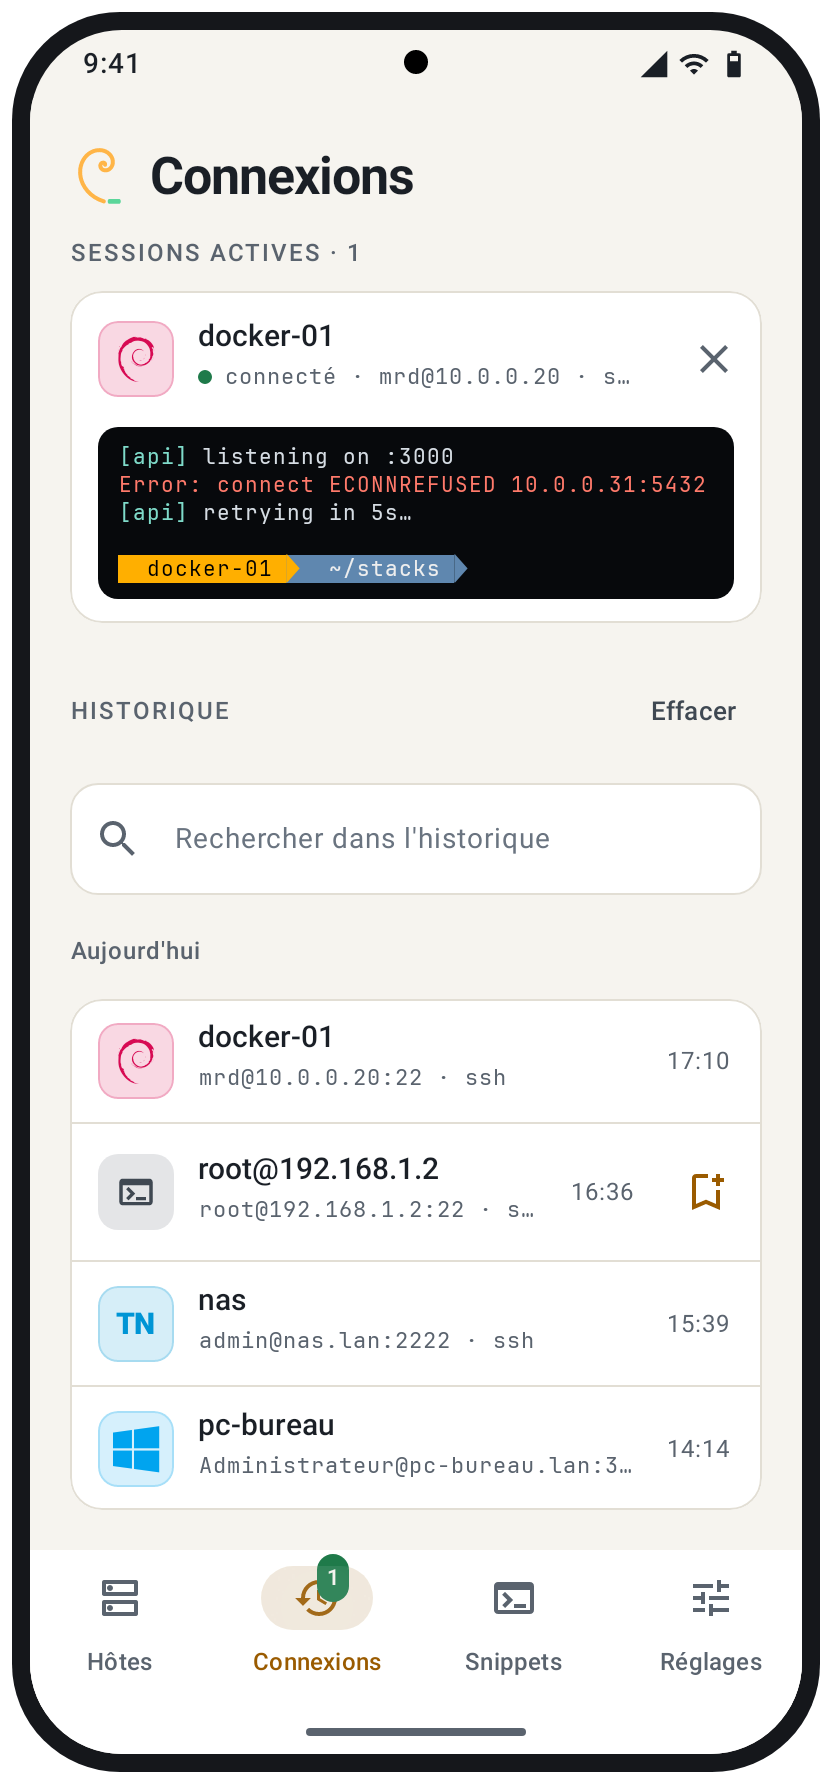 9:41
Connexions
SESSIONS ACTIVES · 1
docker-01
connecté · mrd@10.0.0.20 · s…
[api] listening on :3000
Error: connect ECONNREFUSED 10.0.0.31:5432
[api] retrying in 5s…
docker-01 ~/stacks
HISTORIQUE Effacer
Rechercher dans l'historique
Aujourd'hui
docker-01
mrd@10.0.0.20:22 · ssh
17:10
root@192.168.1.2
root@192.168.1.2:22 · s…
16:36
TN
nas
admin@nas.lan:2222 · ssh
15:39
pc-bureau
Administrateur@pc-bureau.lan:3…
14:14
1
Hôtes Connexions Snippets Réglages